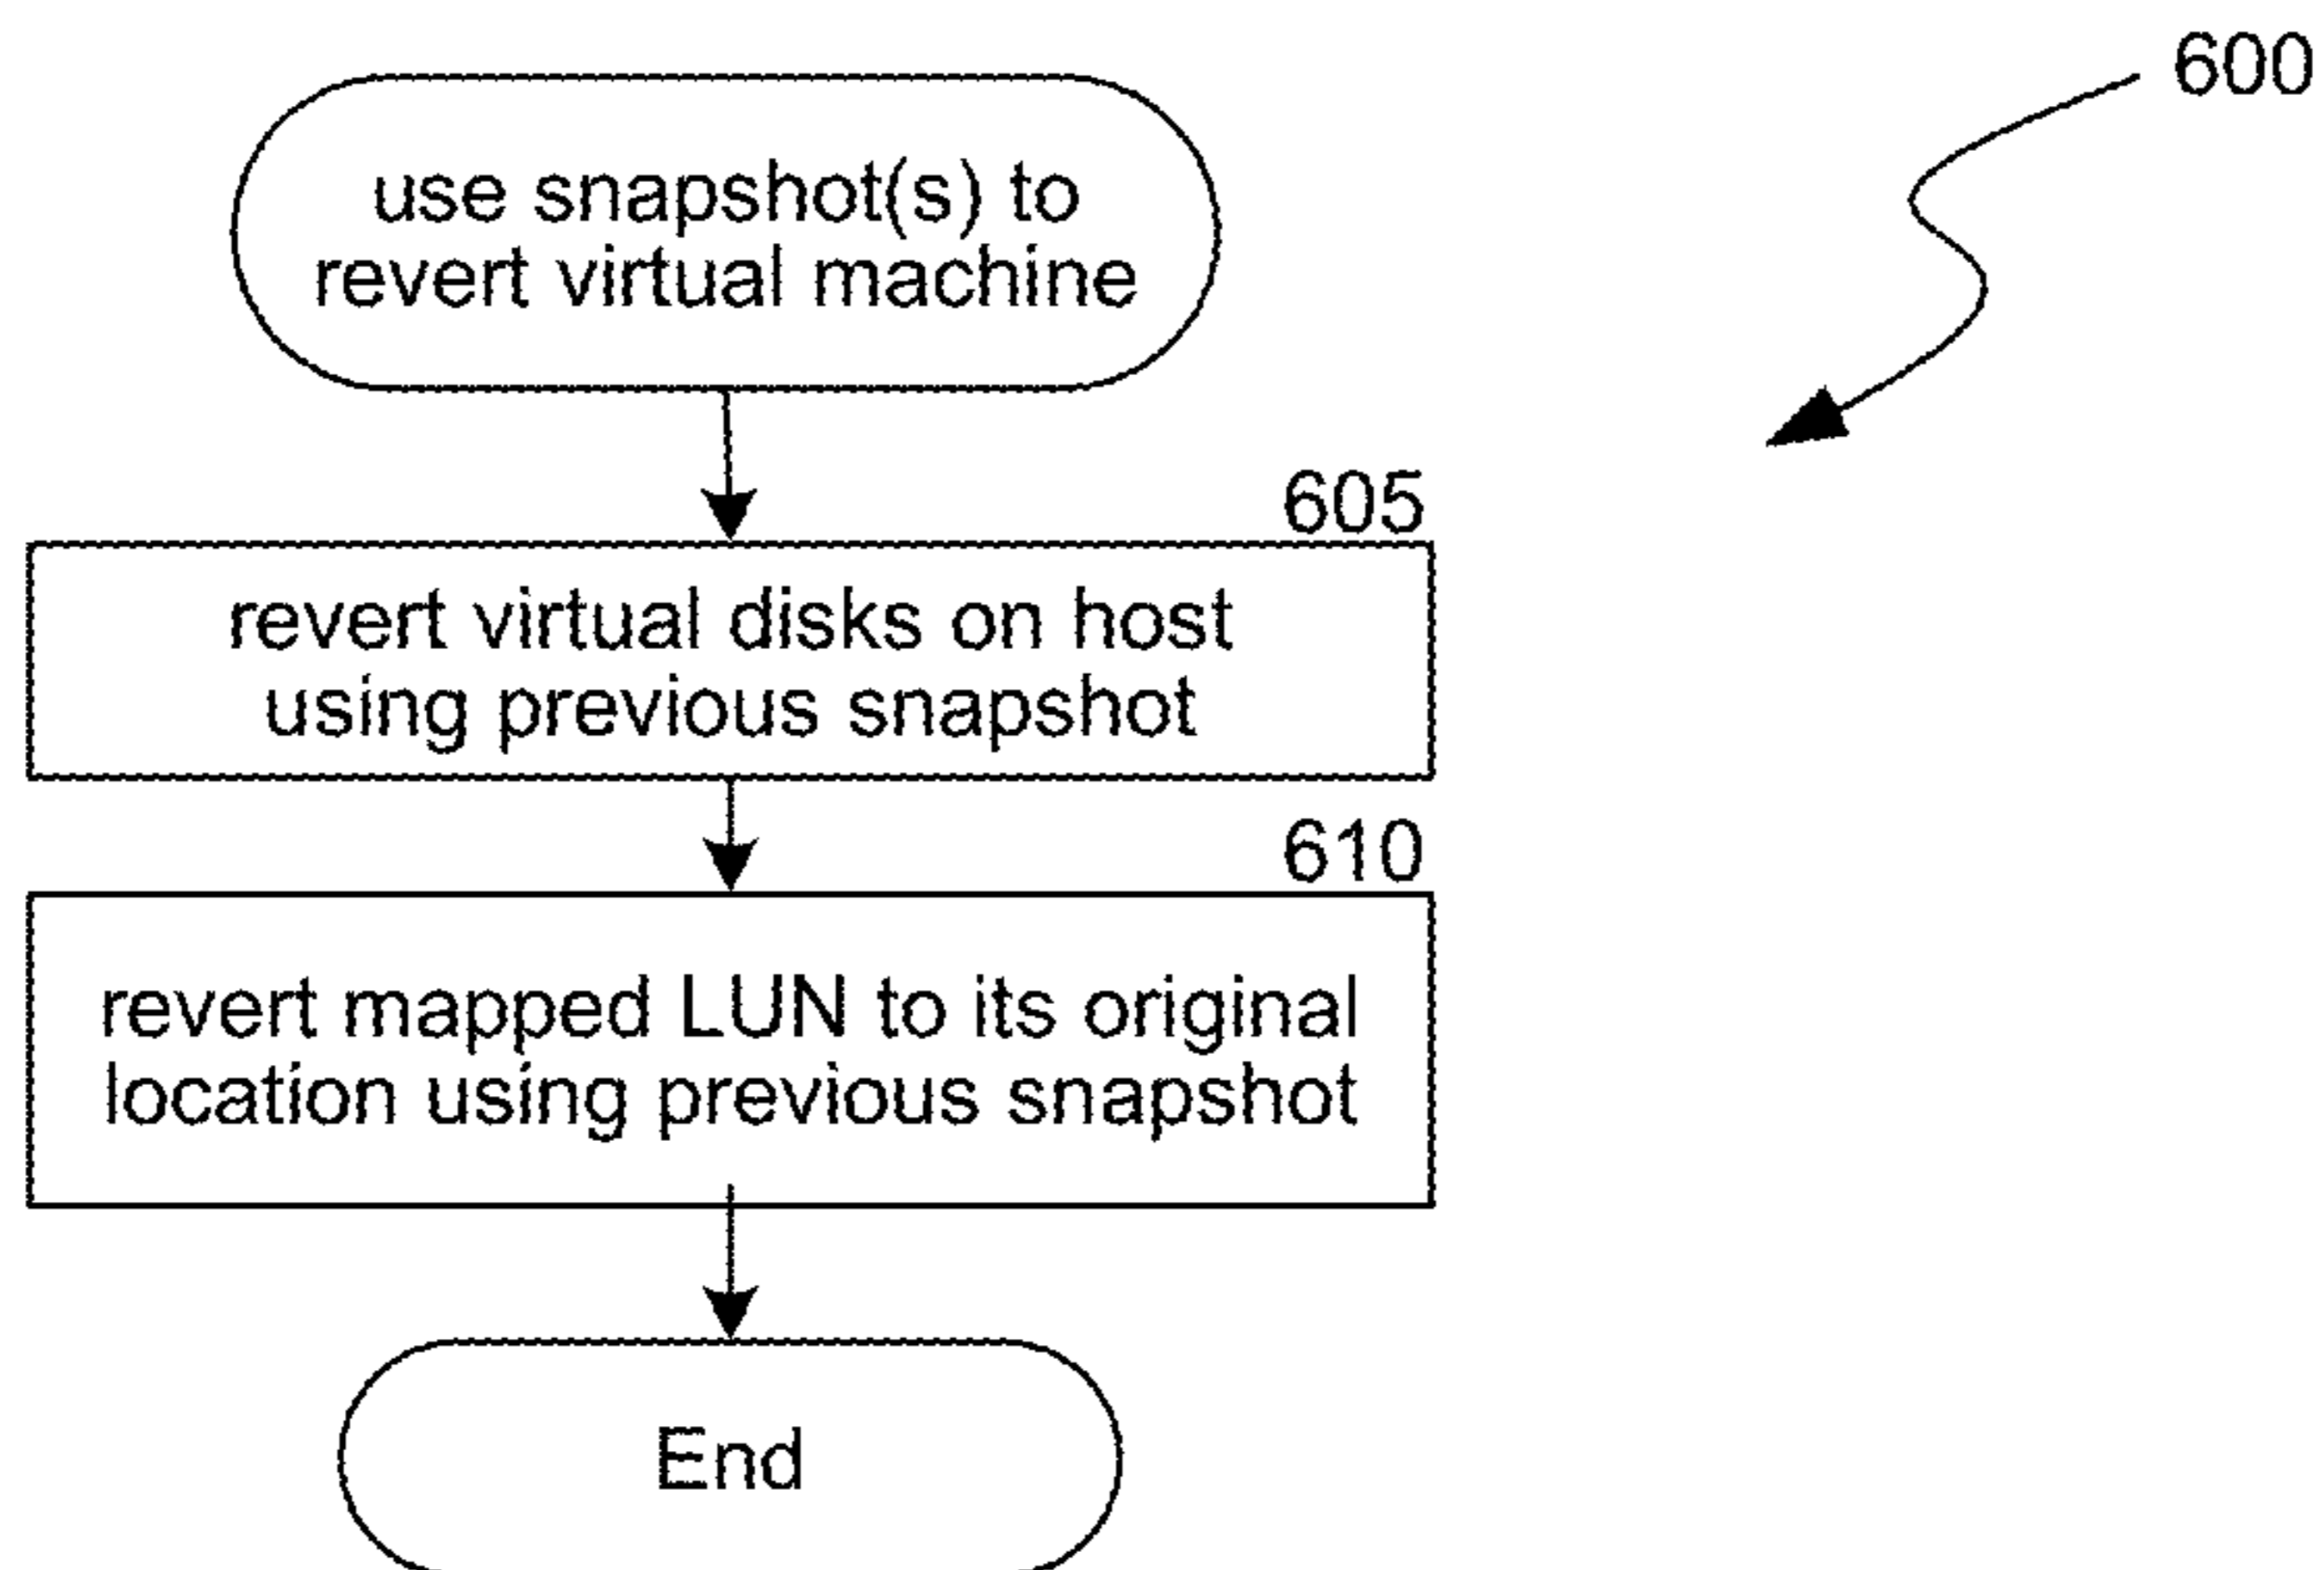 600
use snapshot(s) to
revert virtual machine
605
revert virtual disks on host
using previous snapshot
610
revert mapped LUN to its original
location using previous snapshot
End